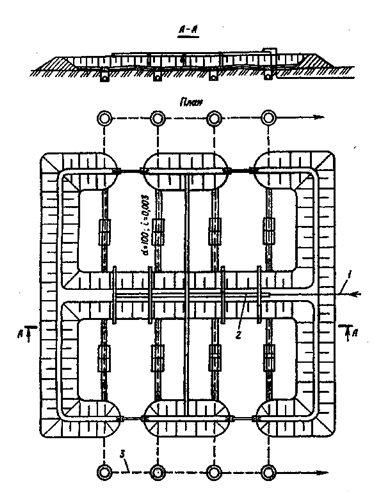 А-А
План
d=100; i=0,003
1
2
А
А
3